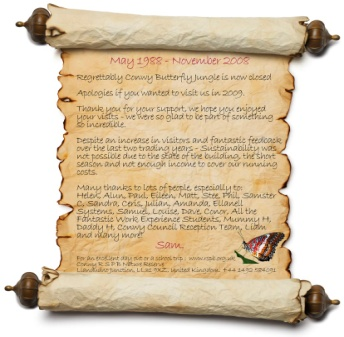 May 1988 - November 2008
Regrettably Conwy Butterfly Jungle is now closed
Apologies if you wanted to visit us in 2009.
Thank you for your support, we hope you enjoyed
your visits - we were so glad to be part of something
so incredible.
Despite an increase in visitors and fantastic feedback
over the last two trading years - Sustainability was
not possible due to the state of the building, the short
season and not enough income to cover our running
costs.
Many thanks to lots of people, especially to:
Helen, Alun, Paul, Eileen, Matt, Stee, Phill, Samster
C, Sandra, Ceris, Julian, Amanda, Ellanell
Systems, Samuel, Louise, Dave, Conor, All the
Fantastic Work Experience Students, Mummy H,
Daddy H, Conwy Council Reception Team, Liam
and many more!
Sam.
For an excellent day out or a school trip : www.rspb.org.uk
Conwy R.S.P.B Nature Reserve
Llandudno Junction, LL31 9XZ, United Kingdom.